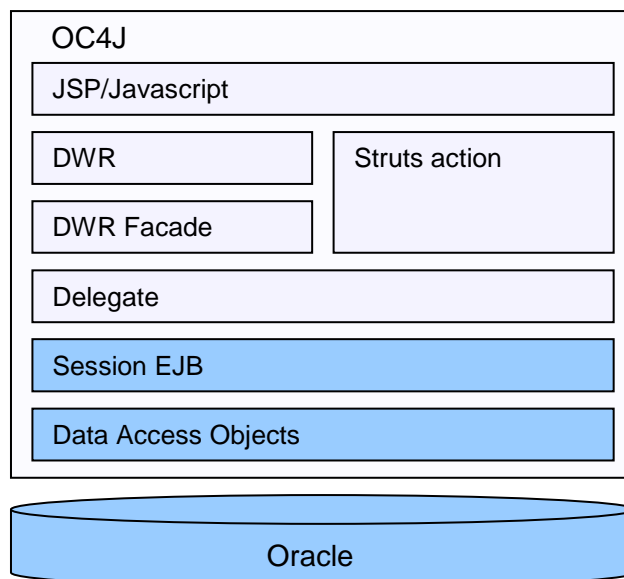 OC4J
JSP/Javascript
DWR
Struts action
DWR Facade
Delegate
Session EJB
Data Access Objects
Oracle